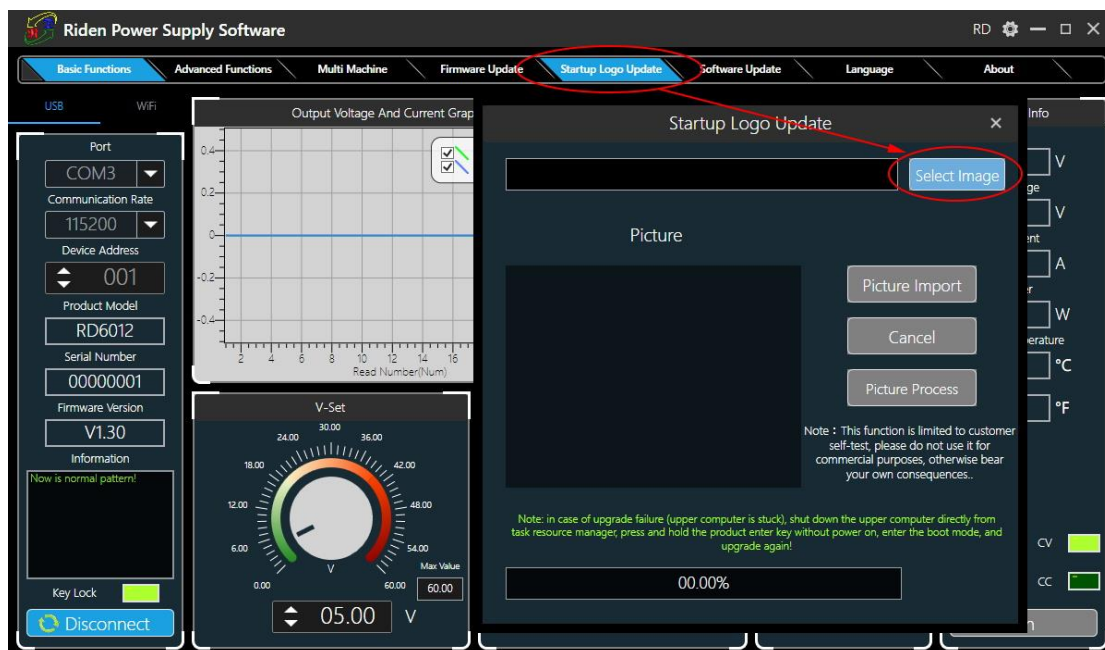 Riden Power Supply Software
RD
Basic Functions
Advanced Functions
Multi Machine
Firmware Update
Startup Logo Update
Software Update
Language
About
USB
WiFi
Port
COM3
Communication Rate
115200
Device Address
001
Product Model
RD6012
Serial Number
00000001
Firmware Version
V1.30
Information
Now is normal pattern!
Key Lock
Disconnect
Output Voltage And Current Grap
0.4
0.2
0
-0.2
-0.4
2 4 6 8 10 12 14 16
Read Number(Num)
V-Set
30.00
24.00
36.00
18.00
42.00
12.00
48.00
6.00
54.00
0.00
60.00
V
Max Value
60.00
05.00
V
Startup Logo Update
Select Image
Picture
Picture Import
Cancel
Picture Process
Note : This function is limited to customer
self-test, please do not use it for
commercial purposes, otherwise bear
your own consequences..
Note: in case of upgrade failure (upper computer is stuck), shut down the upper computer directly from
task resource manager, press and hold the product enter key without power on, enter the boot mode, and
upgrade again!
00.00%
Info
V
ge
V
ent
A
er
W
erature
°C
°F
CV
CC
n